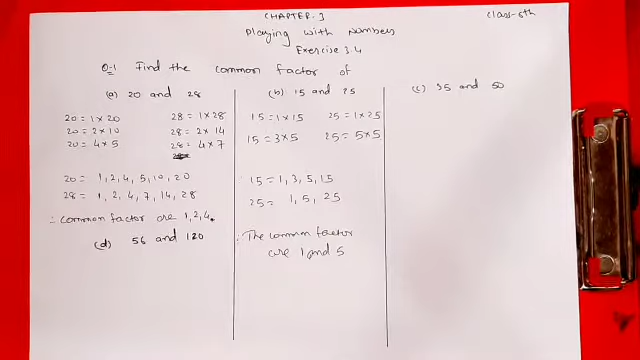 CHAPTER-3
Class-6th
Playing with Numbers
Exercise 3.4
Q:1 Find the common factor of
(a) 20 and 28
20 = 1×20 28 = 1×28
20 = 2×10 28 = 2×14
20 = 4×5 28 = 4×7
20 = 1, 2, 4, 5, 10, 20
28 = 1, 2, 4, 7, 14, 28
∴ common factor are 1, 2, 4.
(d) 56 and 120
(b) 15 and 25
15 = 1×15 25 = 1×25
15 = 3×5 25 = 5×5
15 = 1, 3, 5, 15
25 = 1, 5, 25
∴ The common factor
are 1 and 5
(c) 35 and 50